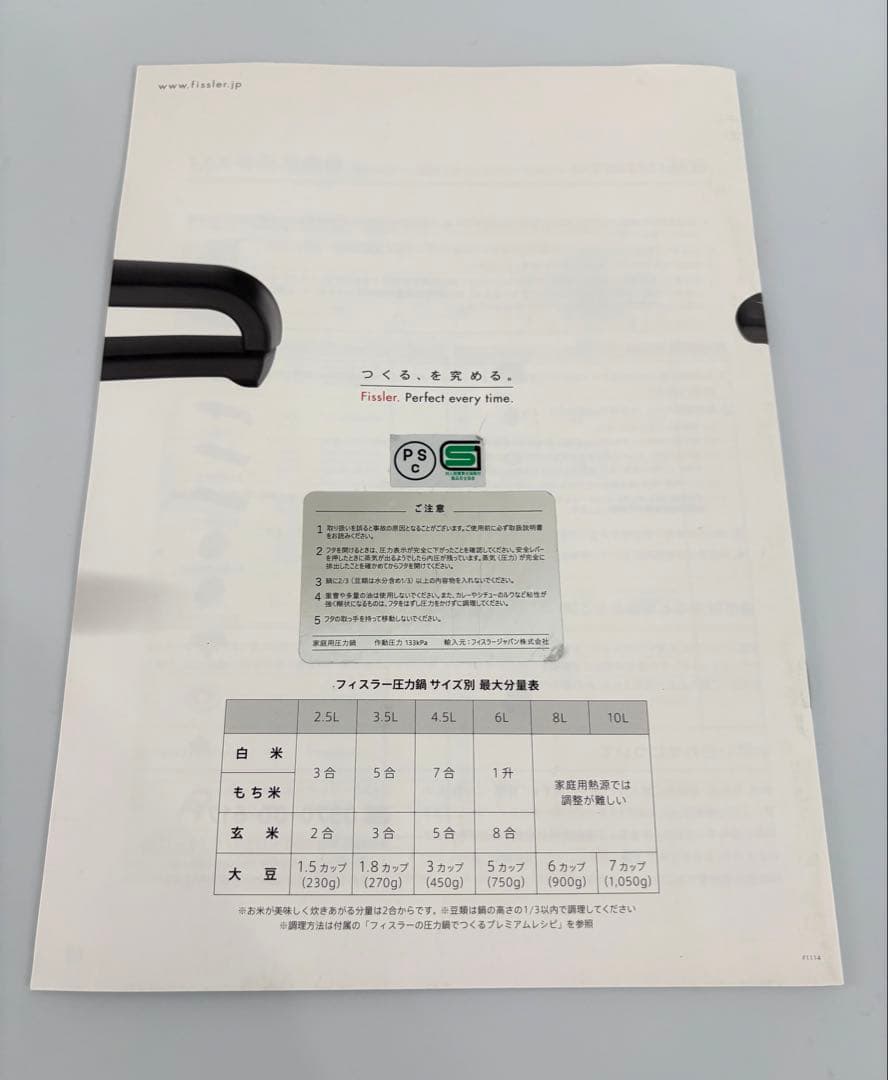 www.fissler.jp
つくる、を究める。
Fissler. Perfect every time.
PS
C
S
製品安全協会
ご注意
1 取り扱いを誤ると事故の原因となることがございます。ご使用前に必ず取扱説明書
をお読みください。
2 フタを開けるときは、圧力表示が完全に下がったことを確認してください。安全レバー
を押したときに蒸気が出るようでしたら内圧が残っています。蒸気（圧力）が完全に
排出したことを確かめてからフタを開けてください。
3 鍋に2/3（豆類は水分含め1/3）以上の内容物を入れないでください。
4 重曹や多量の油は使用しないでください。また、カレーやシチューのルウなど粘性が
強く糊状になるものは、フタをはずし圧力をかけずに調理してください。
5 フタの取っ手を持って移動しないでください。
家庭用圧力鍋 作動圧力 133kPa 輸入元：フィスラージャパン株式会社
フィスラー圧力鍋 サイズ別 最大分量表
2.5L 3.5L 4.5L 6L 8L 10L
白米
もち米
3合 5合 7合 1升
家庭用熱源では
調整が難しい
玄米 2合 3合 5合 8合
大豆 1.5カップ 1.8カップ 3カップ 5カップ 6カップ 7カップ
(230g) (270g) (450g) (750g) (900g) (1,050g)
※お米が美味しく炊きあがる分量は2合からです。※豆類は鍋の高さの1/3以内で調理してください
※調理方法は付属の「フィスラーの圧力鍋でつくるプレミアムレシピ」を参照